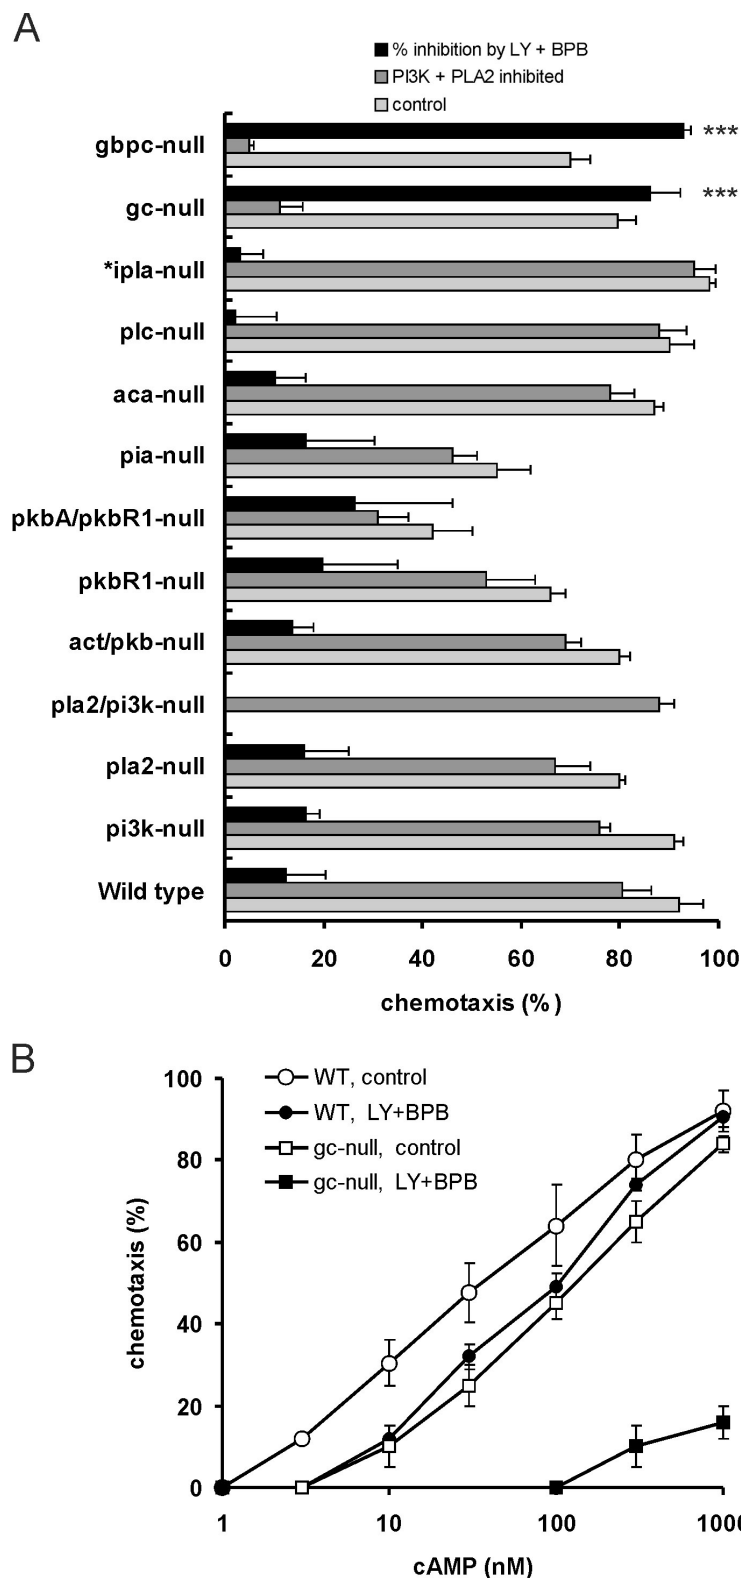 A
% inhibition by LY + BPB
PI3K + PLA2 inhibited
control
gbpc-null ***
gc-null ***
*ipla-null
plc-null
aca-null
pia-null
pkbA/pkbR1-null
pkbR1-null
act/pkb-null
pla2/pi3k-null
pla2-null
pi3k-null
Wild type
0 20 40 60 80 100
chemotaxis (%)
B
WT, control
WT, LY+BPB
gc-null, control
gc-null, LY+BPB
100
80
60
40
20
0
chemotaxis (%)
1 10 100 1000
cAMP (nM)